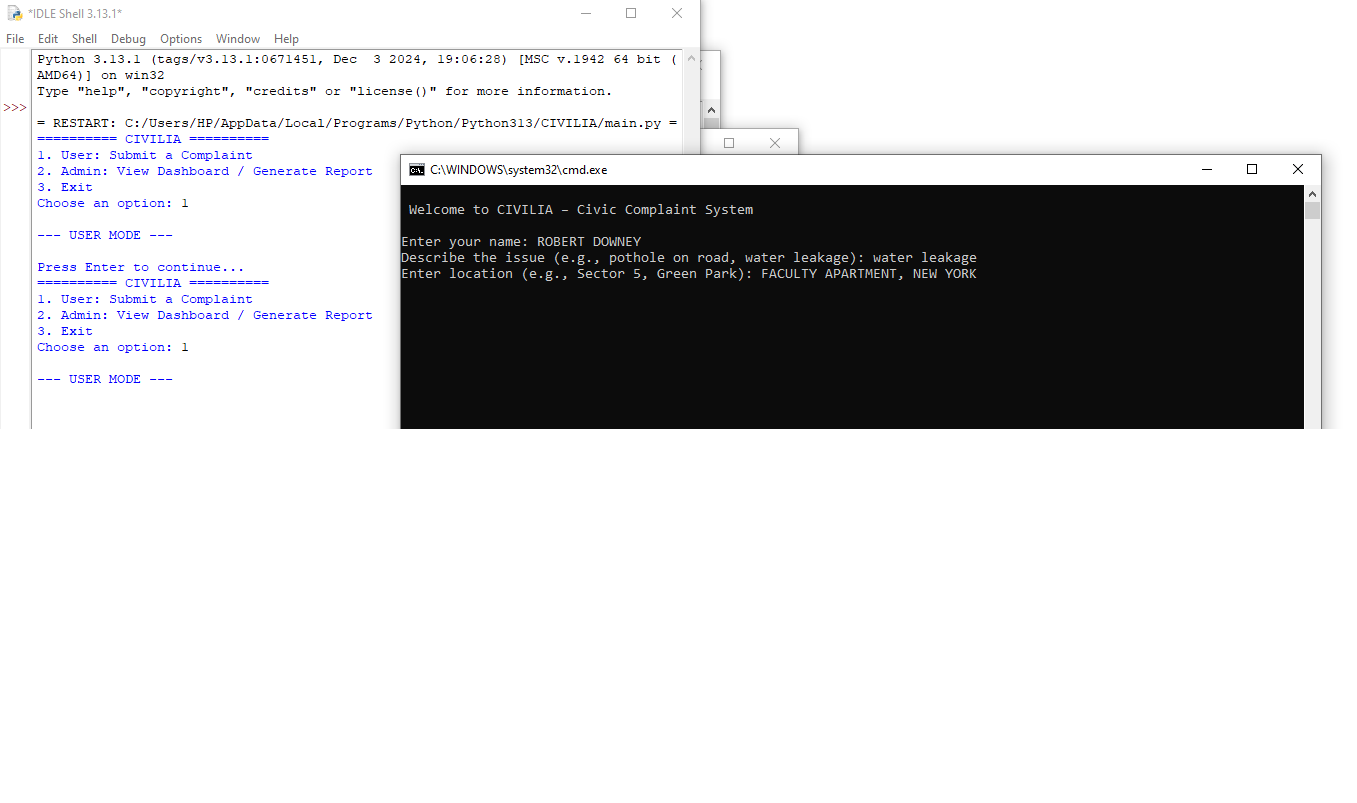 *IDLE Shell 3.13.1*
File Edit Shell Debug Options Window Help
Python 3.13.1 (tags/v3.13.1:0671451, Dec  3 2024, 19:06:28) [MSC v.1942 64 bit (
AMD64)] on win32
Type "help", "copyright", "credits" or "license()" for more information.
>>>
= RESTART: C:/Users/HP/AppData/Local/Programs/Python/Python313/CIVILIA/main.py =
========== CIVILIA ==========
1. User: Submit a Complaint
2. Admin: View Dashboard / Generate Report
3. Exit
Choose an option: 1
--- USER MODE ---
Press Enter to continue...
========== CIVILIA ==========
1. User: Submit a Complaint
2. Admin: View Dashboard / Generate Report
3. Exit
Choose an option: 1
--- USER MODE ---
C:\WINDOWS\system32\cmd.exe
Welcome to CIVILIA – Civic Complaint System
Enter your name: ROBERT DOWNEY
Describe the issue (e.g., pothole on road, water leakage): water leakage
Enter location (e.g., Sector 5, Green Park): FACULTY APARTMENT, NEW YORK